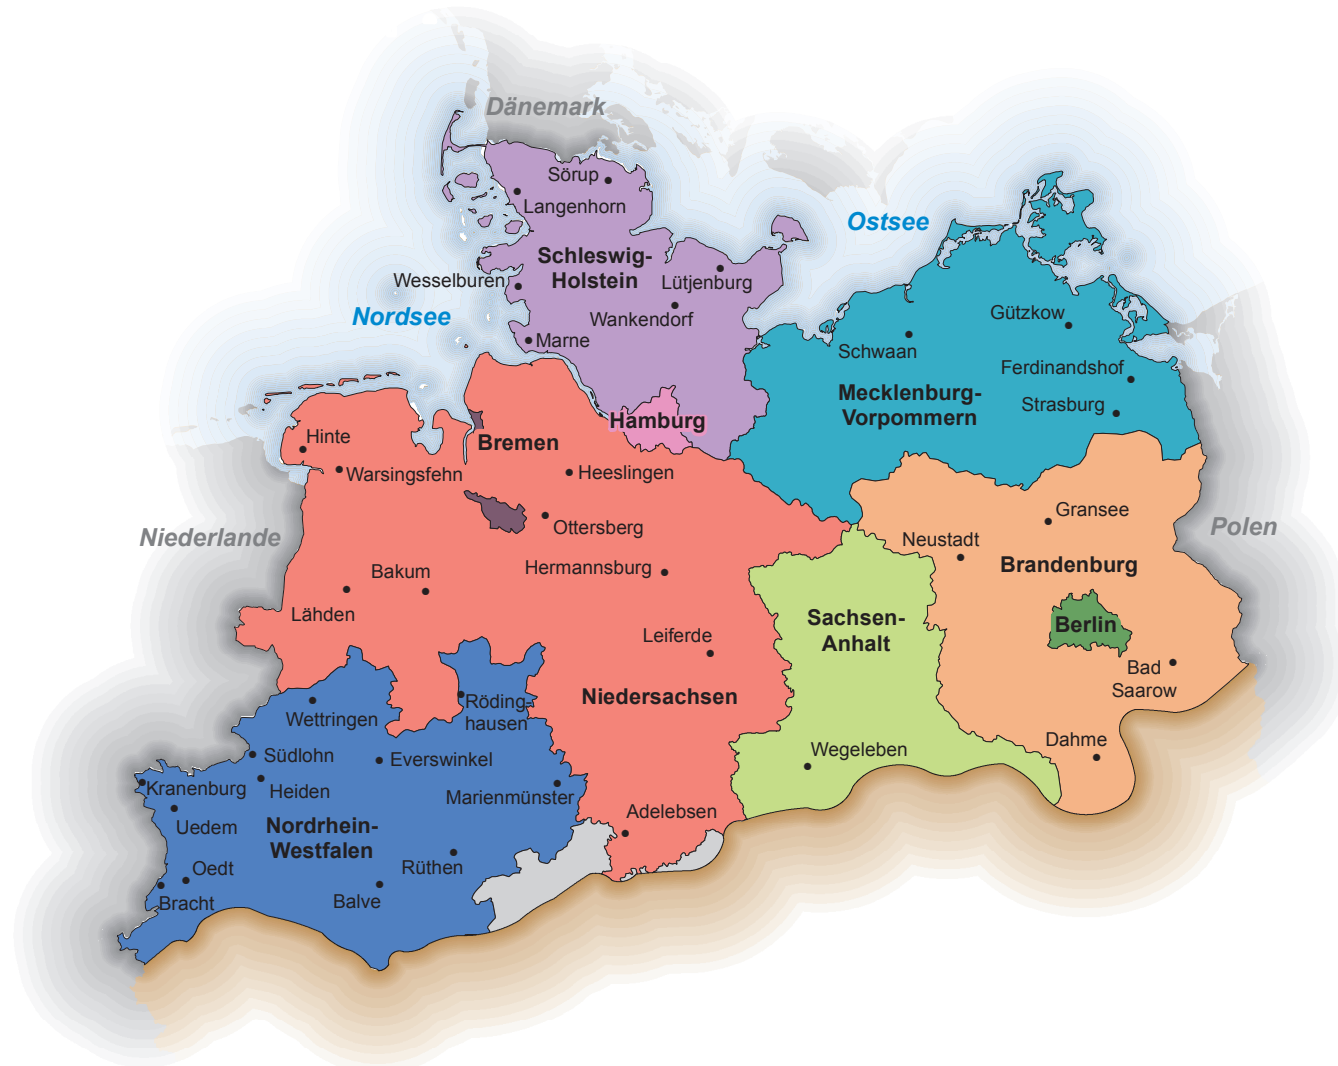 Dänemark
Sörup
Langenhorn
Ostsee
Schleswig-
Holstein
Wesselburen
Lütjenburg
Nordsee
Wankendorf
Gützkow
Marne
Schwaan
Ferdinandshof
Mecklenburg-
Vorpommern
Strasburg
Hamburg
Hinte
Bremen
Warsingsfehn
Heeslingen
Gransee
Niederlande
Ottersberg
Polen
Neustadt
Hermannsburg
Brandenburg
Bakum
Lähden
Sachsen-
Anhalt
Berlin
Leiferde
Bad
Saarow
Niedersachsen
Röding-
hausen
Wettringen
Dahme
Wegeleben
Südlohn
Everswinkel
Kranenburg
Heiden
Marienmünster
Adelebsen
Uedem
Nordrhein-
Westfalen
Oedt
Rüthen
Bracht
Balve